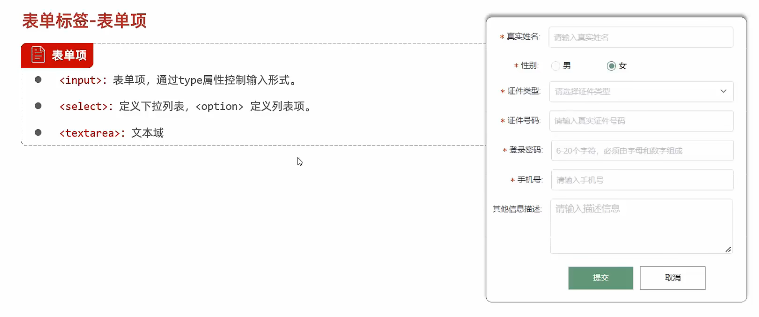 表单标签-表单项
表单项
<input>：表单项，通过type属性控制输入形式。
<select>：定义下拉列表，<option> 定义列表项。
<textarea>：文本域
* 真实姓名: 请输入真实姓名
* 性别: 男 女
* 证件类型: 请选择证件类型
* 证件号码: 请输入真实证件号码
* 登录密码: 6-20个字符，必须由字母和数字组成
* 手机号: 请输入手机号
其他信息描述: 请输入描述信息
提交 取消